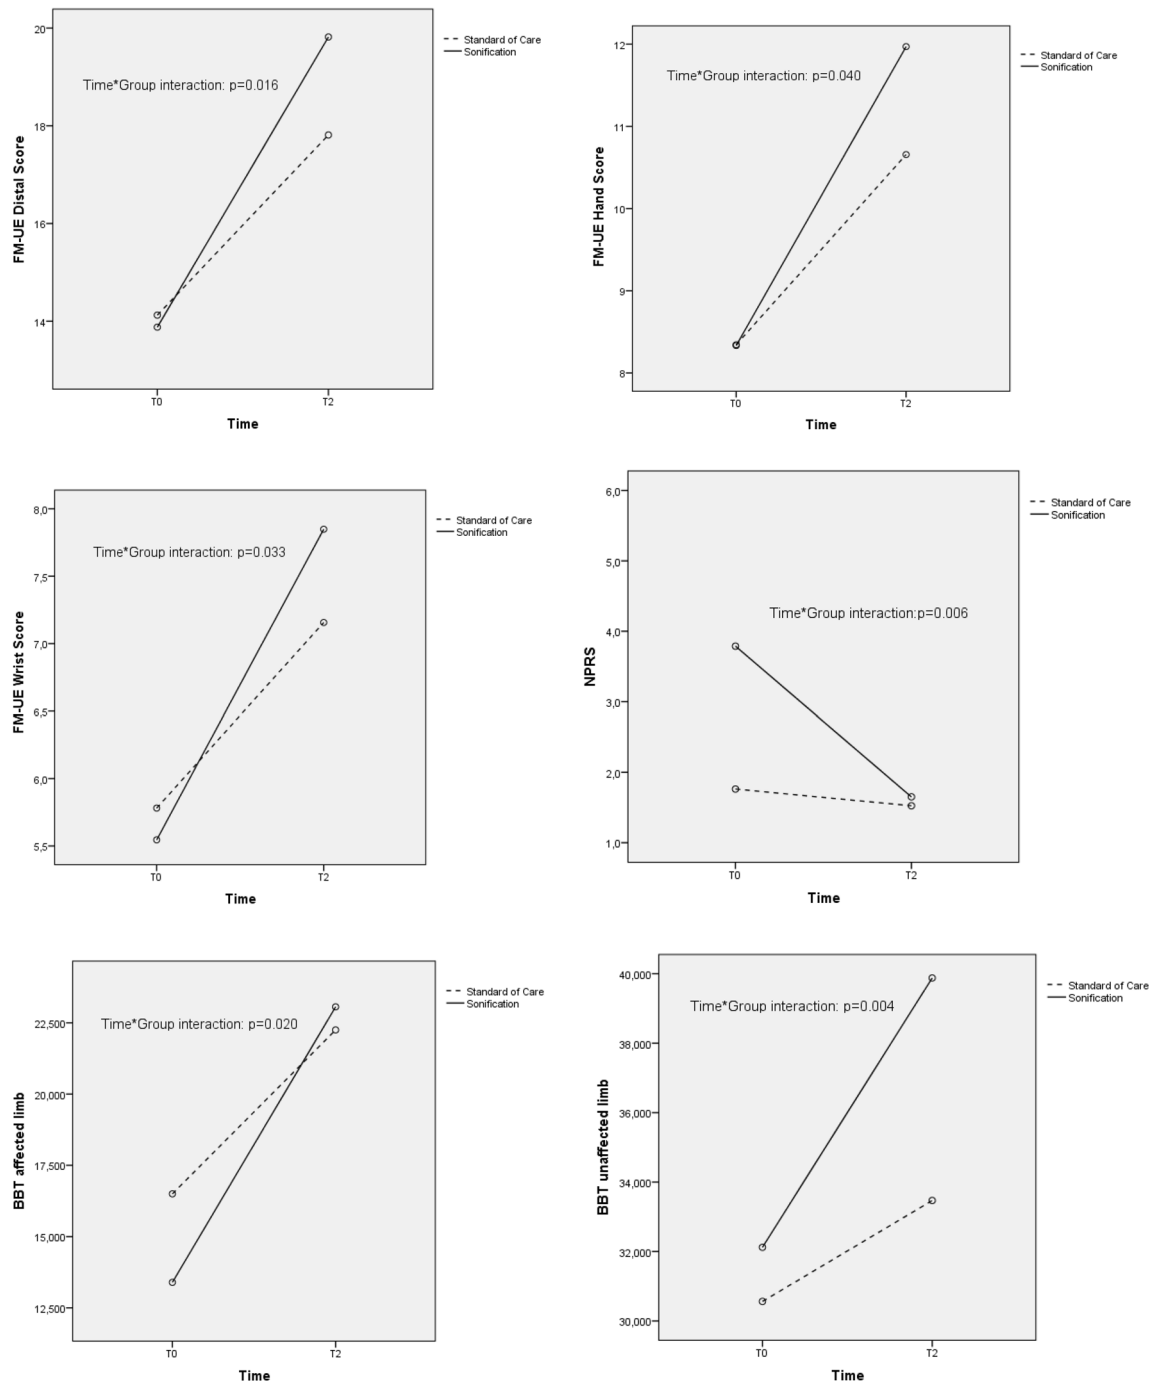 20
18
16
14
FM-UE Distal Score
Time*Group interaction: p=0.016
T0
T2
Time
Standard of Care
Sonification
12
11
10
9
8
FM-UE Hand Score
Time*Group interaction: p=0.040
T0
T2
Time
Standard of Care
Sonification
8,0
7,5
7,0
6,5
6,0
5,5
FM-UE Wrist Score
Time*Group interaction: p=0.033
T0
T2
Time
Standard of Care
Sonification
6,0
5,0
4,0
3,0
2,0
1,0
NPRS
Time*Group interaction:p=0.006
T0
T2
Time
Standard of Care
Sonification
22,500
20,000
17,500
15,000
12,500
BBT affected limb
Time*Group interaction: p=0.020
T0
T2
Time
Standard of Care
Sonification
40,000
38,000
36,000
34,000
32,000
30,000
BBT unaffected limb
Time*Group interaction: p=0.004
T0
T2
Time
Standard of Care
Sonification